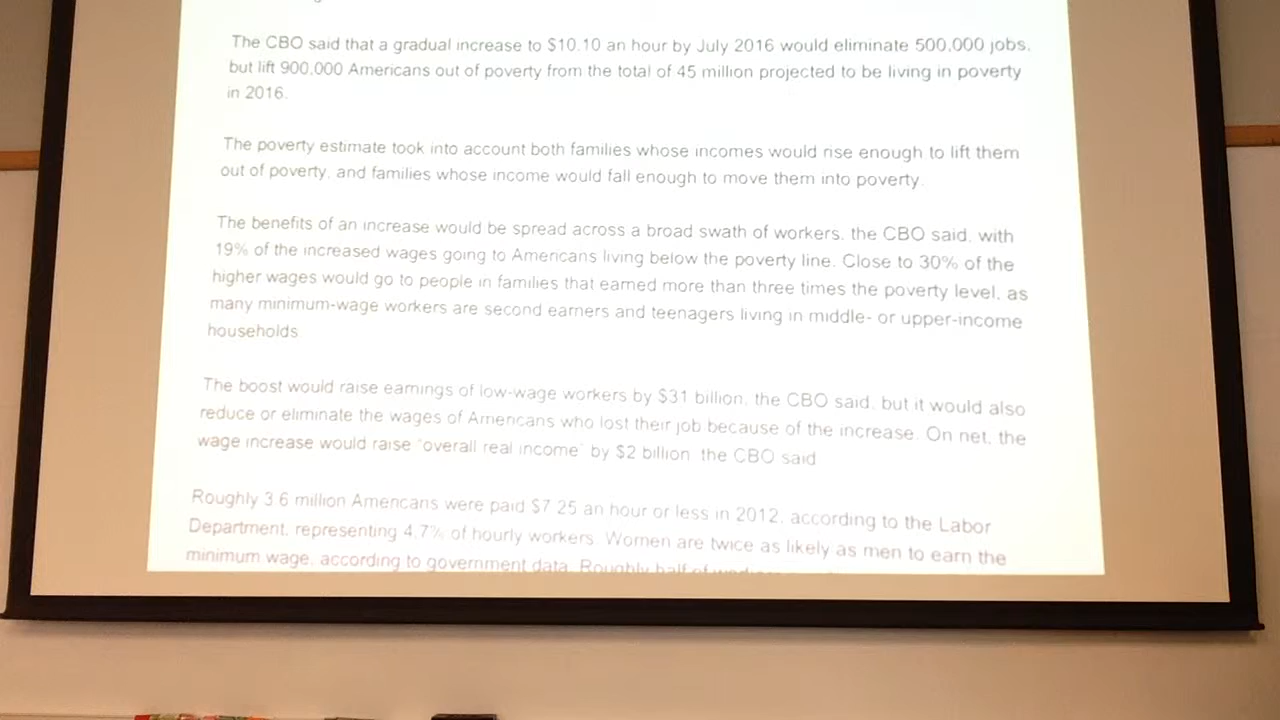 The CBO said that a gradual increase to $10.10 an hour by July 2016 would eliminate 500,000 jobs,
but lift 900,000 Americans out of poverty from the total of 45 million projected to be living in poverty
in 2016.
The poverty estimate took into account both families whose incomes would rise enough to lift them
out of poverty, and families whose income would fall enough to move them into poverty.
The benefits of an increase would be spread across a broad swath of workers, the CBO said, with
19% of the increased wages going to Americans living below the poverty line. Close to 30% of the
higher wages would go to people in families that earned more than three times the poverty level, as
many minimum-wage workers are second earners and teenagers living in middle- or upper-income
households
The boost would raise earnings of low-wage workers by $31 billion, the CBO said, but it would also
reduce or eliminate the wages of Americans who lost their job because of the increase. On net, the
wage increase would raise "overall real income" by $2 billion, the CBO said
Roughly 3.6 million Americans were paid $7.25 an hour or less in 2012, according to the Labor
Department, representing 4.7% of hourly workers. Women are twice as likely as men to earn the
minimum wage, according to government data. Roughly half of